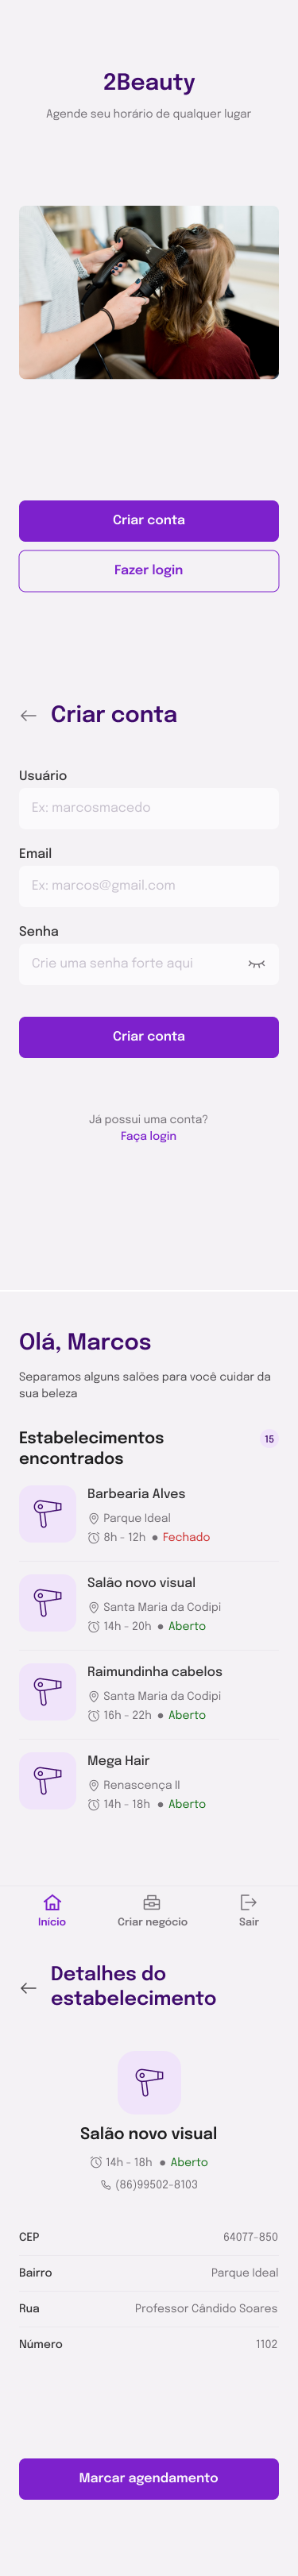 2Beauty
Agende seu horário de qualquer lugar
Criar conta
Fazer login
Criar conta
Usuário
Ex: marcosmacedo
Email
Ex: marcos@gmail.com
Senha
Crie uma senha forte aqui
Criar conta
Já possui uma conta?
Faça login
Olá, Marcos
Separamos alguns salões para você cuidar da
sua beleza
Estabelecimentos
encontrados
15
Barbearia Alves
Parque Ideal
8h - 12h • Fechado
Salão novo visual
Santa Maria da Codipi
14h - 20h • Aberto
Raimundinha cabelos
Santa Maria da Codipi
16h - 22h • Aberto
Mega Hair
Renascença II
14h - 18h • Aberto
Início
Criar negócio
Sair
Detalhes do
estabelecimento
Salão novo visual
14h - 18h • Aberto
(86)99502-8103
CEP 64077-850
Bairro Parque Ideal
Rua Professor Cândido Soares
Número 1102
Marcar agendamento